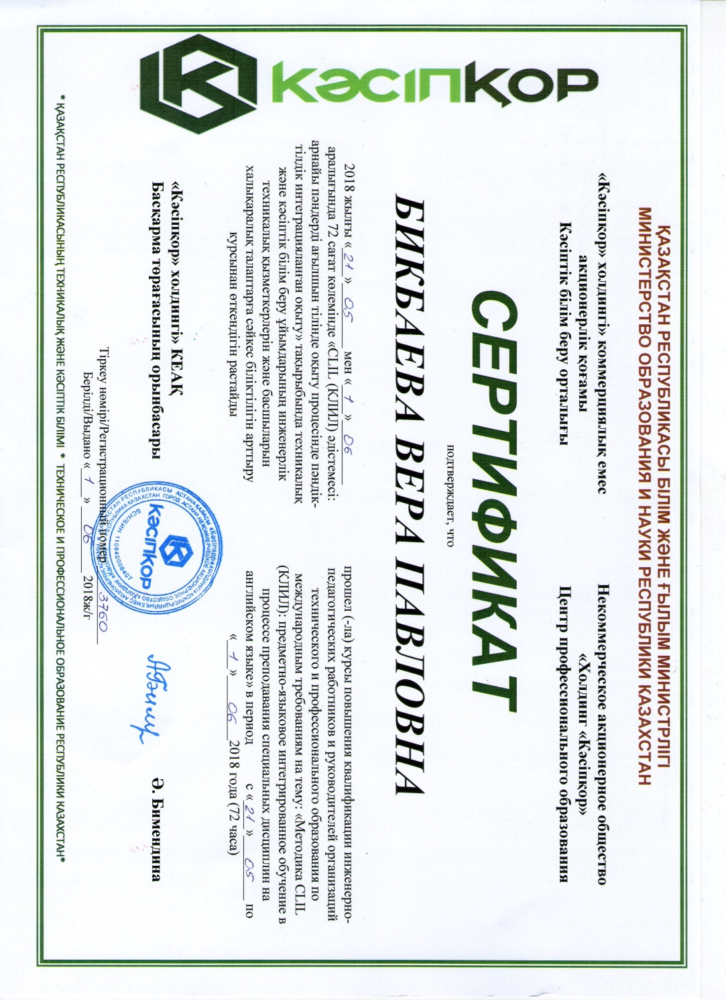 ҚАЗАҚСТАН РЕСПУБЛИКАСЫ БІЛІМ ЖӘНЕ ҒЫЛЫМ МИНИСТРЛІГІ
МИНИСТЕРСТВО ОБРАЗОВАНИЯ И НАУКИ РЕСПУБЛИКИ КАЗАХСТАН
КӘСІПҚОР
«Кәсіпқор» холдингі» коммерциялық емес
акционерлік қоғамы
Кәсіптік білім беру орталығы
Некоммерческое акционерное общество
«Холдинг «Кәсіпқор»
Центр профессионального образования
СЕРТИФИКАТ
подтверждает, что
БИКБАЕВА ВЕРА ПАВЛОВНА
2018 жылғы «21» 05 мен «1» 06
аралығында 72 сағат көлемінде «CLIL (КЛИЛ) әдістемесі:
арнайы пәндерді ағылшын тілінде оқыту процесінде пәндік-
тілдік интеграцияланған оқыту» тақырыбында техникалық
және кәсіптік білім беру ұйымдарының инженерлік
техникалық қызметкерлерін және басшыларын
халықаралық талаптарға сәйкес біліктілігін арттыру
курсынан өткендігін растайды
прошел (-ла) курсы повышения квалификации инженерно-
педагогических работников и руководителей организаций
технического и профессионального образования по
международным требованиям на тему: «Методика CLIL
(КЛИЛ): предметно-языковое интегрированное обучение в
процессе преподавания специальных дисциплин на
английском языке» в период с «21» 05 по
«1» 06 2018 года (72 часа)
«Кәсіпқор» холдингі» КЕАҚ
Басқарма төрағасының орынбасары
Ә. Бимендина
КӘСІПҚОР
БСН/БИН 110840006407
Тіркеу нөмірі/Регистрационный номер 3760
Берілді/Выдано «1» 06 2018ж/г
* ҚАЗАҚСТАН РЕСПУБЛИКАСЫНЫҢ ТЕХНИКАЛЫҚ ЖӘНЕ КӘСІПТІК БІЛІМІ * ТЕХНИЧЕСКОЕ И ПРОФЕССИОНАЛЬНОЕ ОБРАЗОВАНИЕ РЕСПУБЛИКИ КАЗАХСТАН*